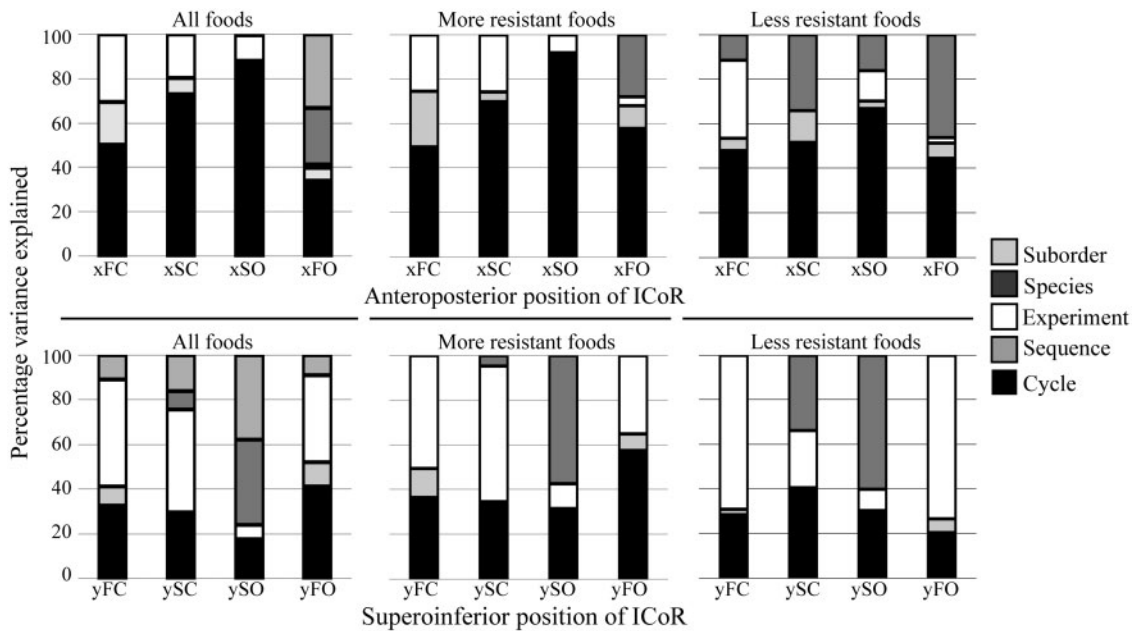 All foods More resistant foods Less resistant foods
Percentage variance explained
100
80
60
40
20
0
xFC xSC xSO xFO xFC xSC xSO xFO xFC xSC xSO xFO
Anteroposterior position of ICoR
Suborder
Species
Experiment
Sequence
Cycle
All foods More resistant foods Less resistant foods
100
80
60
40
20
0
yFC ySC ySO yFO yFC ySC ySO yFO yFC ySC ySO yFO
Superoinferior position of ICoR